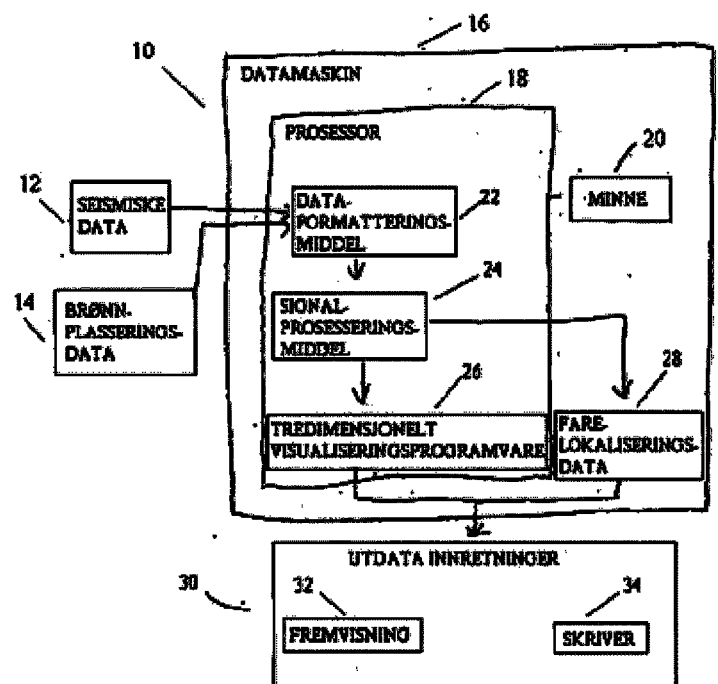 16
10
DATAMASKIN
18
PROSESSOR
20
12
SEISMISKE
DATA
DATA-
FORMATTERINGS-
MIDDEL
22
MINNE
14
BRØNN-
PLASSERINGS-
DATA
24
SIGNAL-
PROSESSERINGS-
MIDDEL
26
28
TREDIMENSJONELT
VISUALISERINGSPROGRAMVARE
FARE-
LOKALISERINGS-
DATA
UTDATA INNRETNINGER
30
32
34
FREMVISNING
SKRIVER